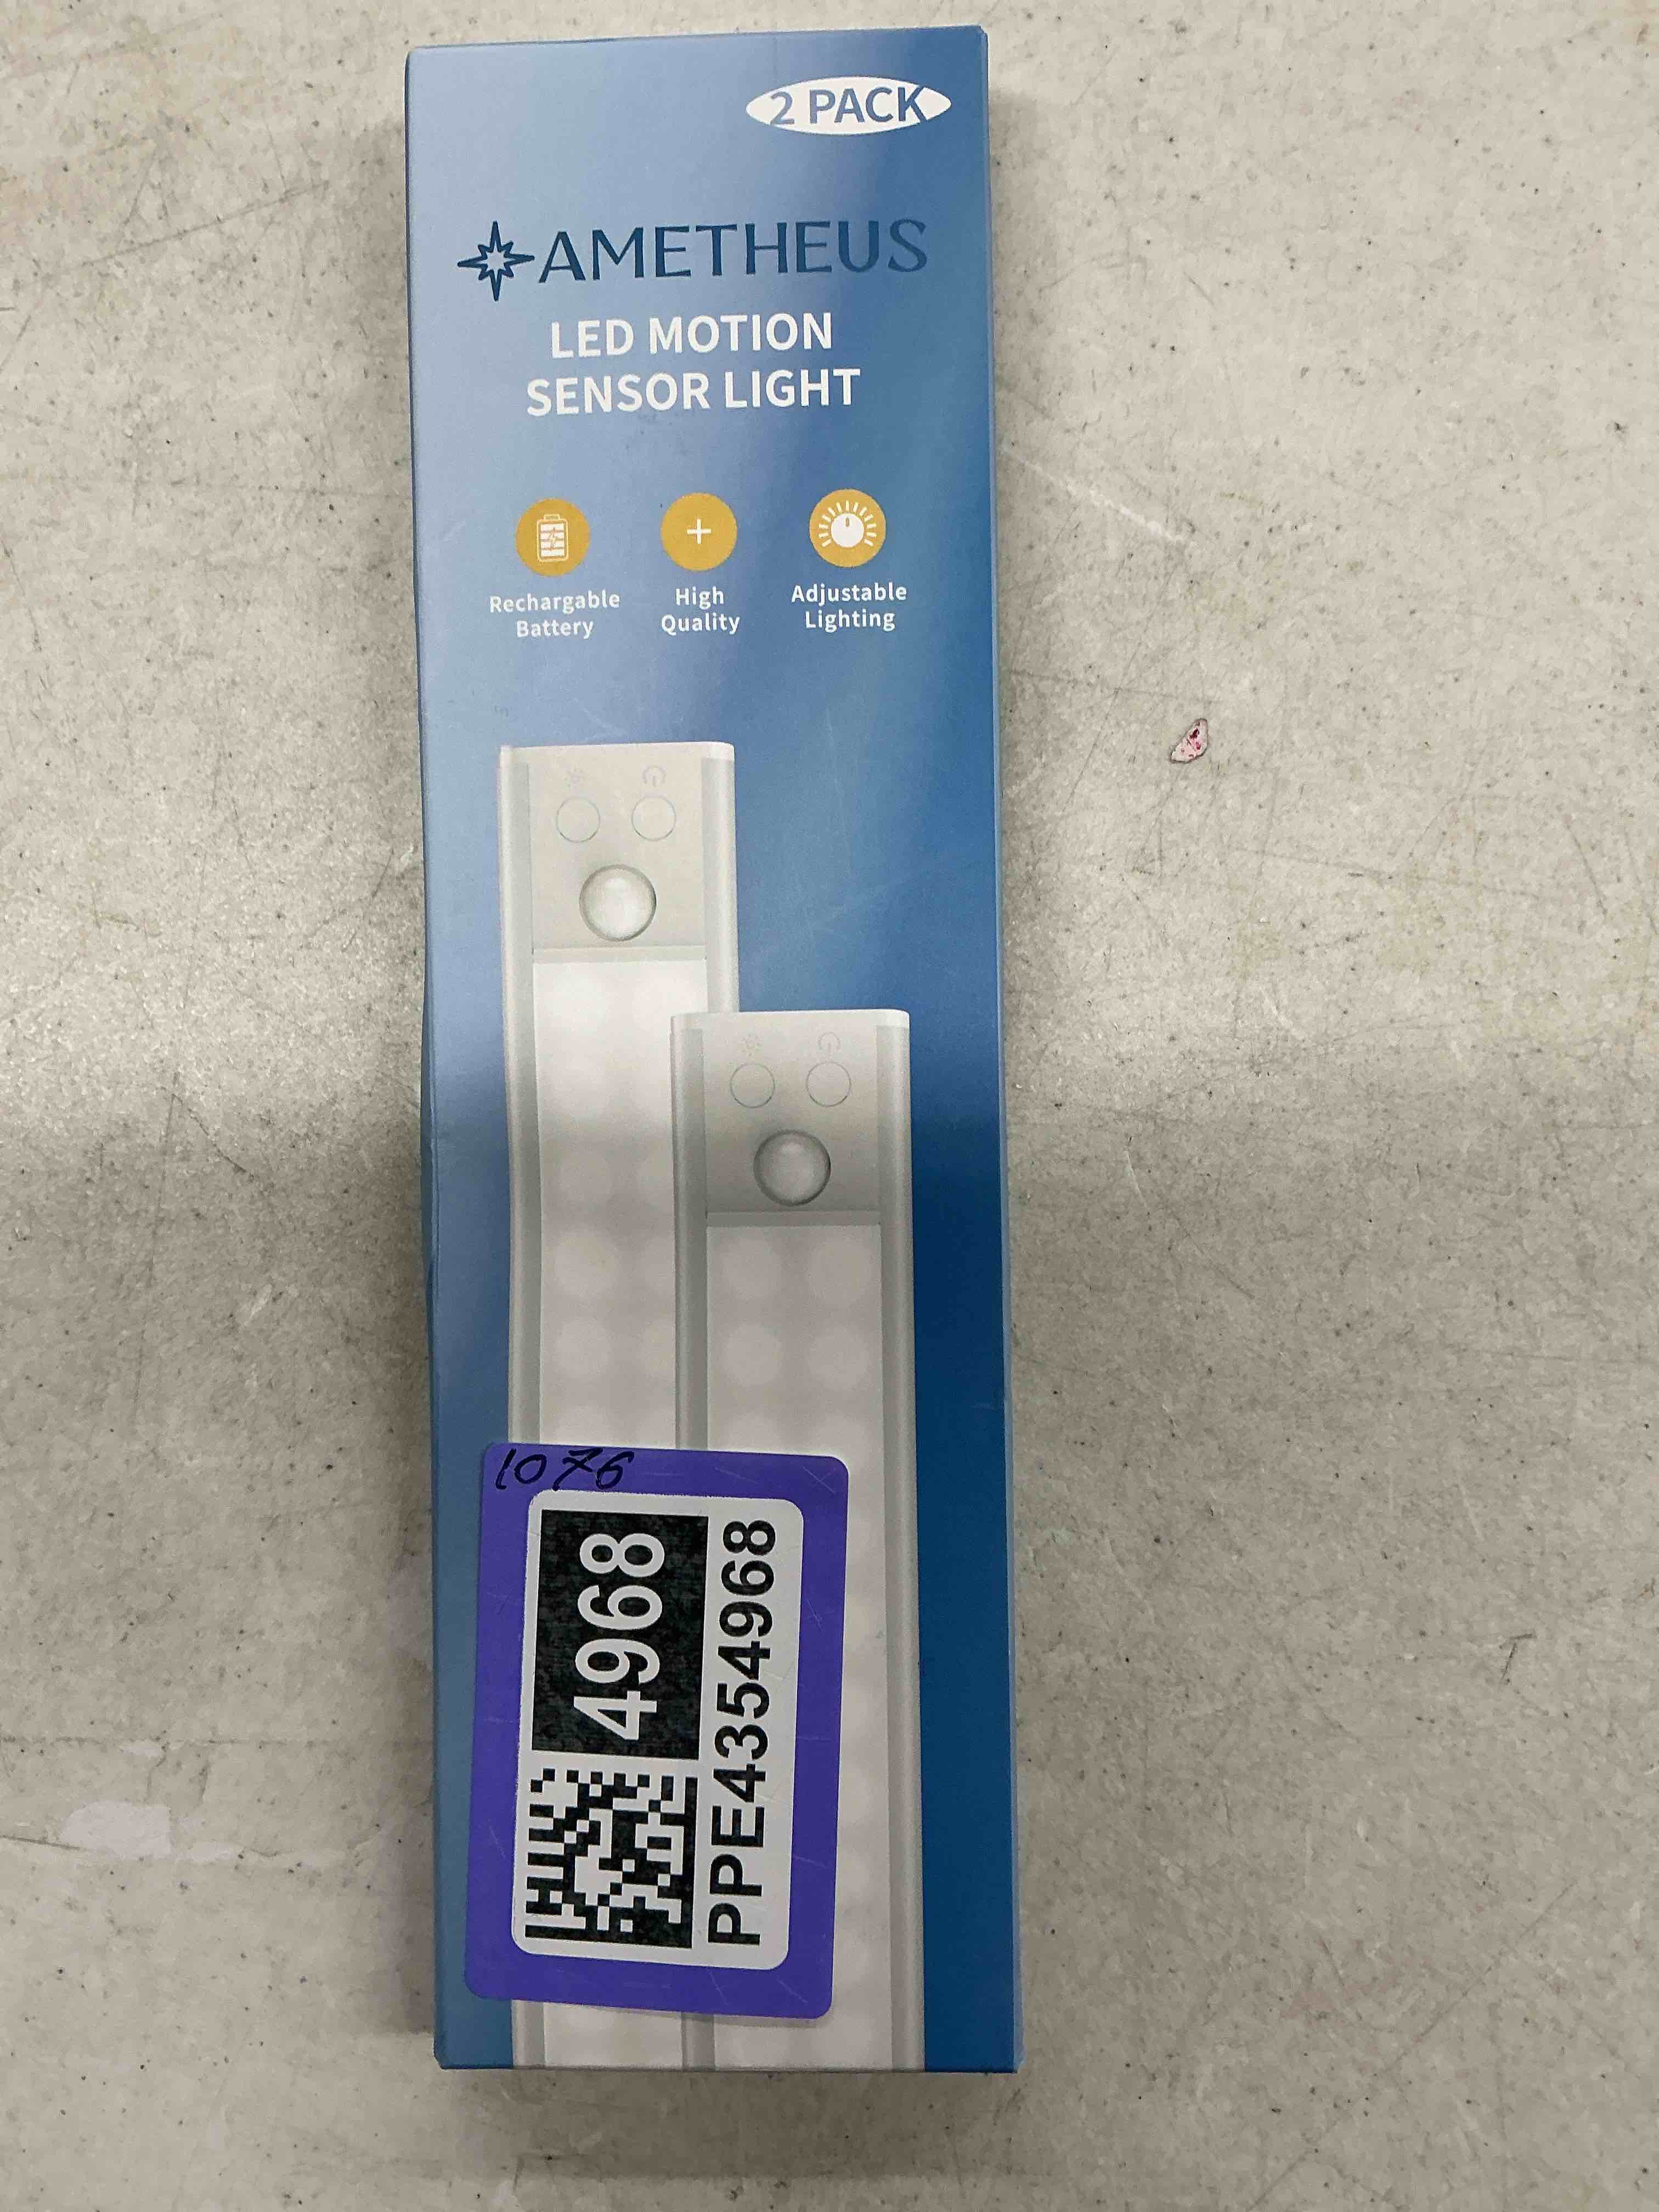 2 PACK
AMETHEUS
LED MOTION
SENSOR LIGHT
Rechargable
Battery
High
Quality
Adjustable
Lighting
1076
4968
PPE4354968